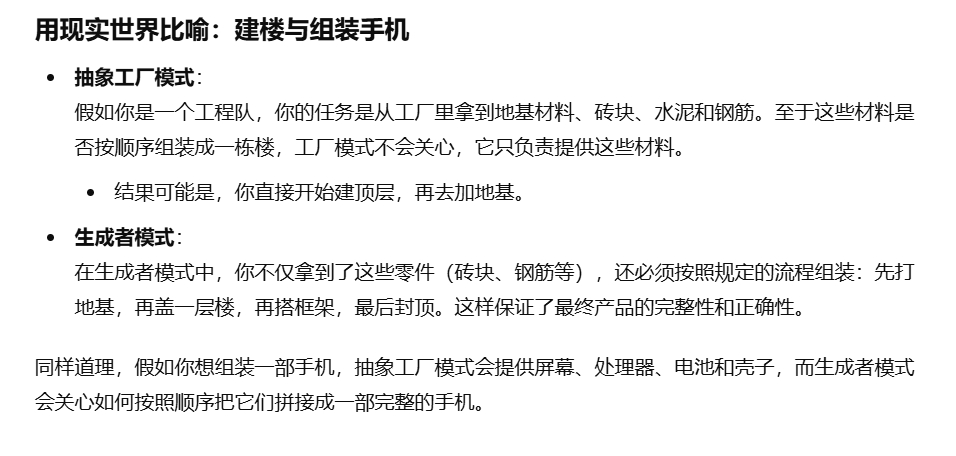 用现实世界比喻：建楼与组装手机
• 抽象工厂模式：
假如你是一个工程队，你的任务是从工厂里拿到地基材料、砖块、水泥和钢筋。至于这些材料是
否按顺序组装成一栋楼，工厂模式不会关心，它只负责提供这些材料。
• 结果可能是，你直接开始建顶层，再去加地基。
• 生成者模式：
在生成者模式中，你不仅拿到了这些零件（砖块、钢筋等），还必须按照规定的流程组装：先打
地基，再盖一层楼，再搭框架，最后封顶。这样保证了最终产品的完整性和正确性。
同样道理，假如你想组装一部手机，抽象工厂模式会提供屏幕、处理器、电池和壳子，而生成者模式
会关心如何按照顺序把它们拼接成一部完整的手机。